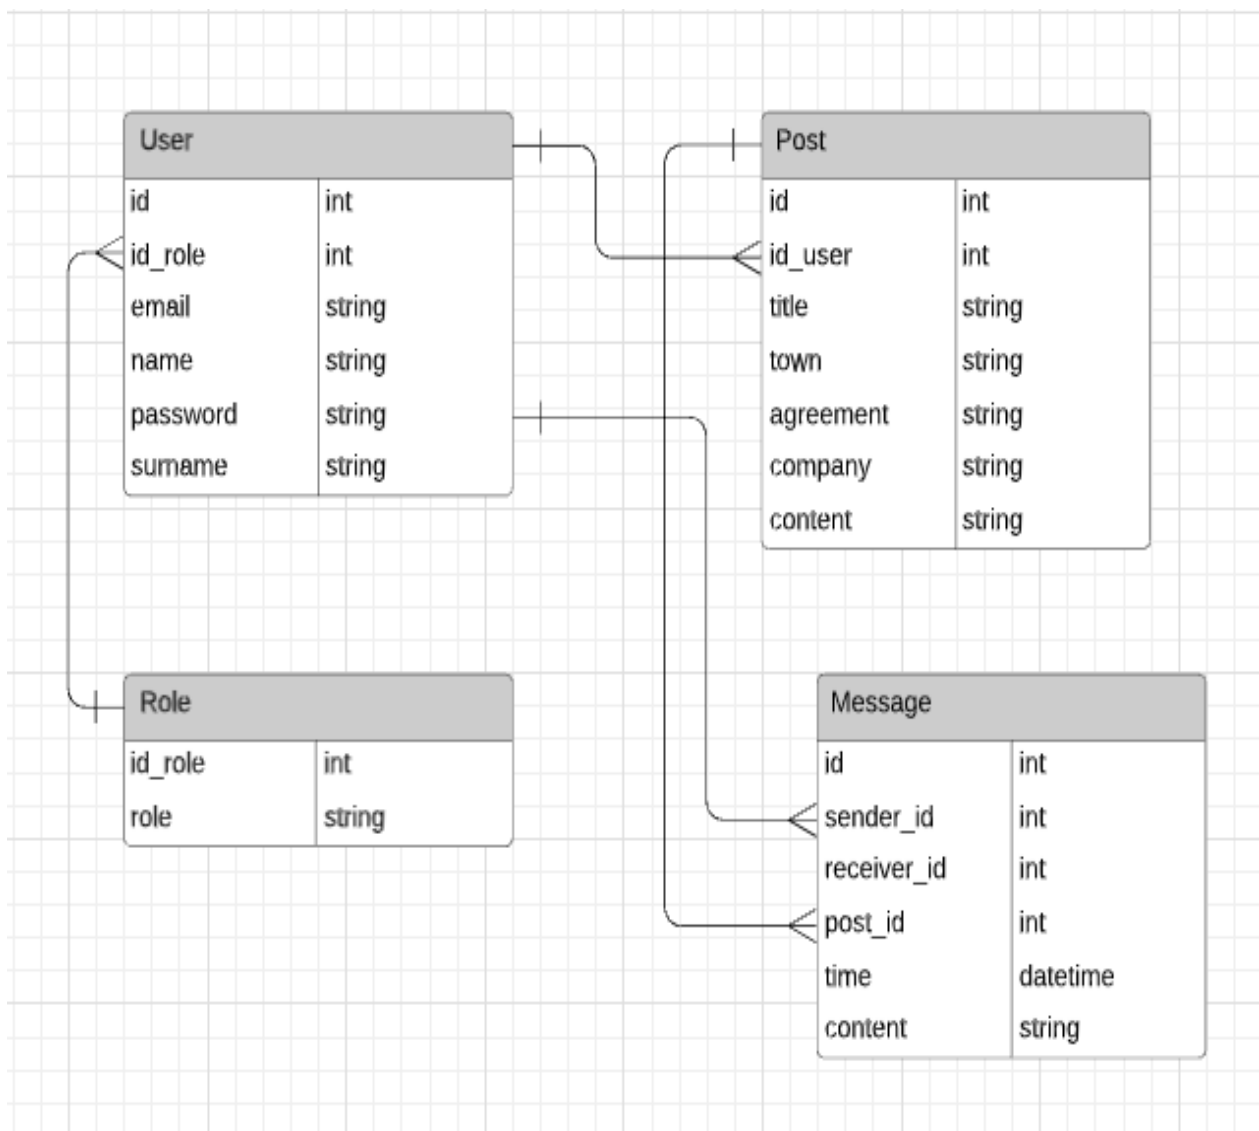 User
id int
id_role int
email string
name string
password string
surname string
Post
id int
id_user int
title string
town string
agreement string
company string
content string
Role
id_role int
role string
Message
id int
sender_id int
receiver_id int
post_id int
time datetime
content string